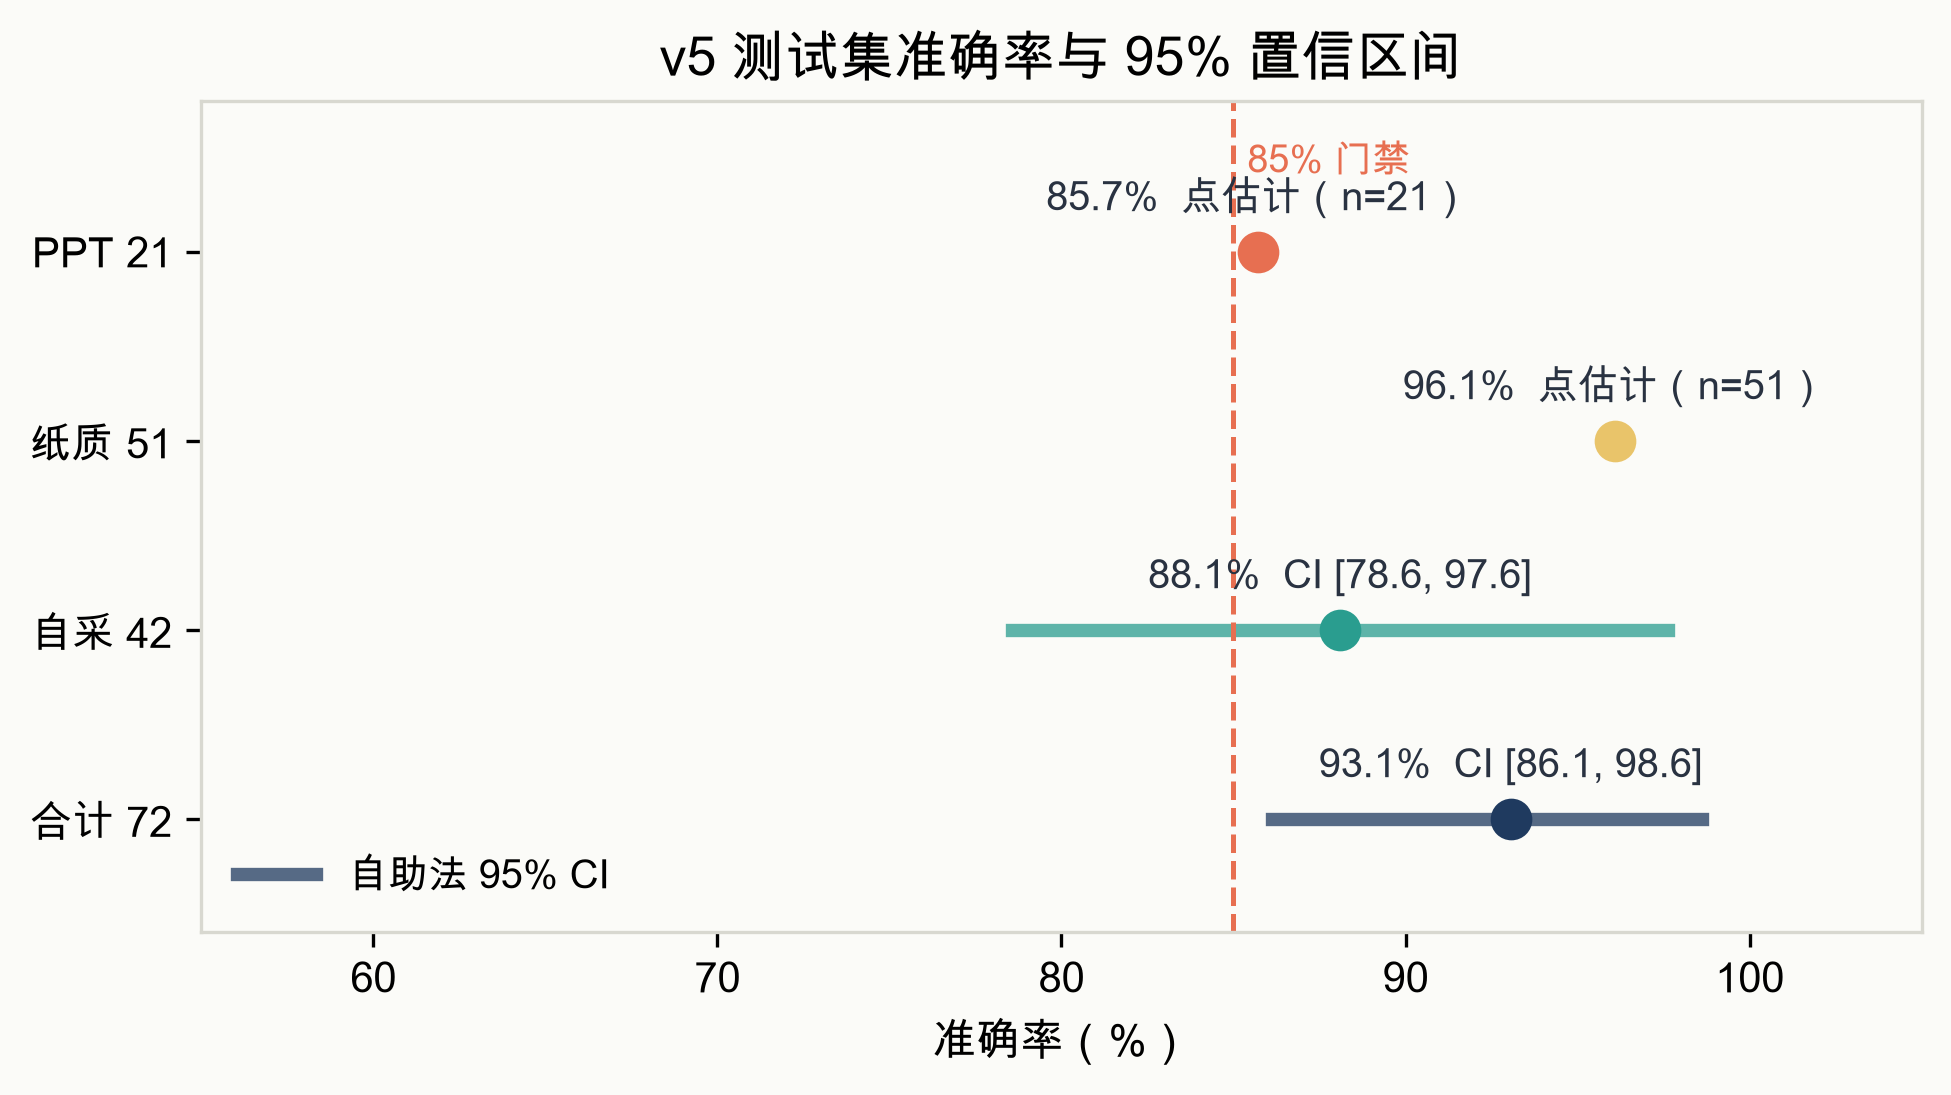 v5 测试集准确率与 95% 置信区间
85% 门禁
85.7% 点估计（n=21）
PPT 21
96.1% 点估计（n=51）
纸质 51
88.1% CI [78.6, 97.6]
自采 42
93.1% CI [86.1, 98.6]
合计 72
自助法 95% CI
60 70 80 90 100
准确率（%）